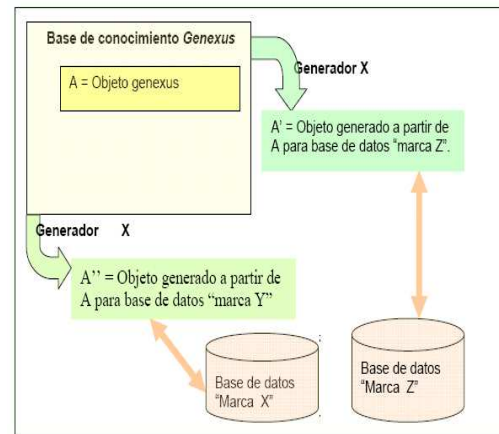 Base de conocimiento Genexus
A = Objeto genexus
Generador X
A' = Objeto generado a partir de
A para base de datos “marca Z”.
Generador X
A’’ = Objeto generado a partir de
A para base de datos “marca Y”
Base de datos
“Marca X”
Base de datos
“Marca Z”